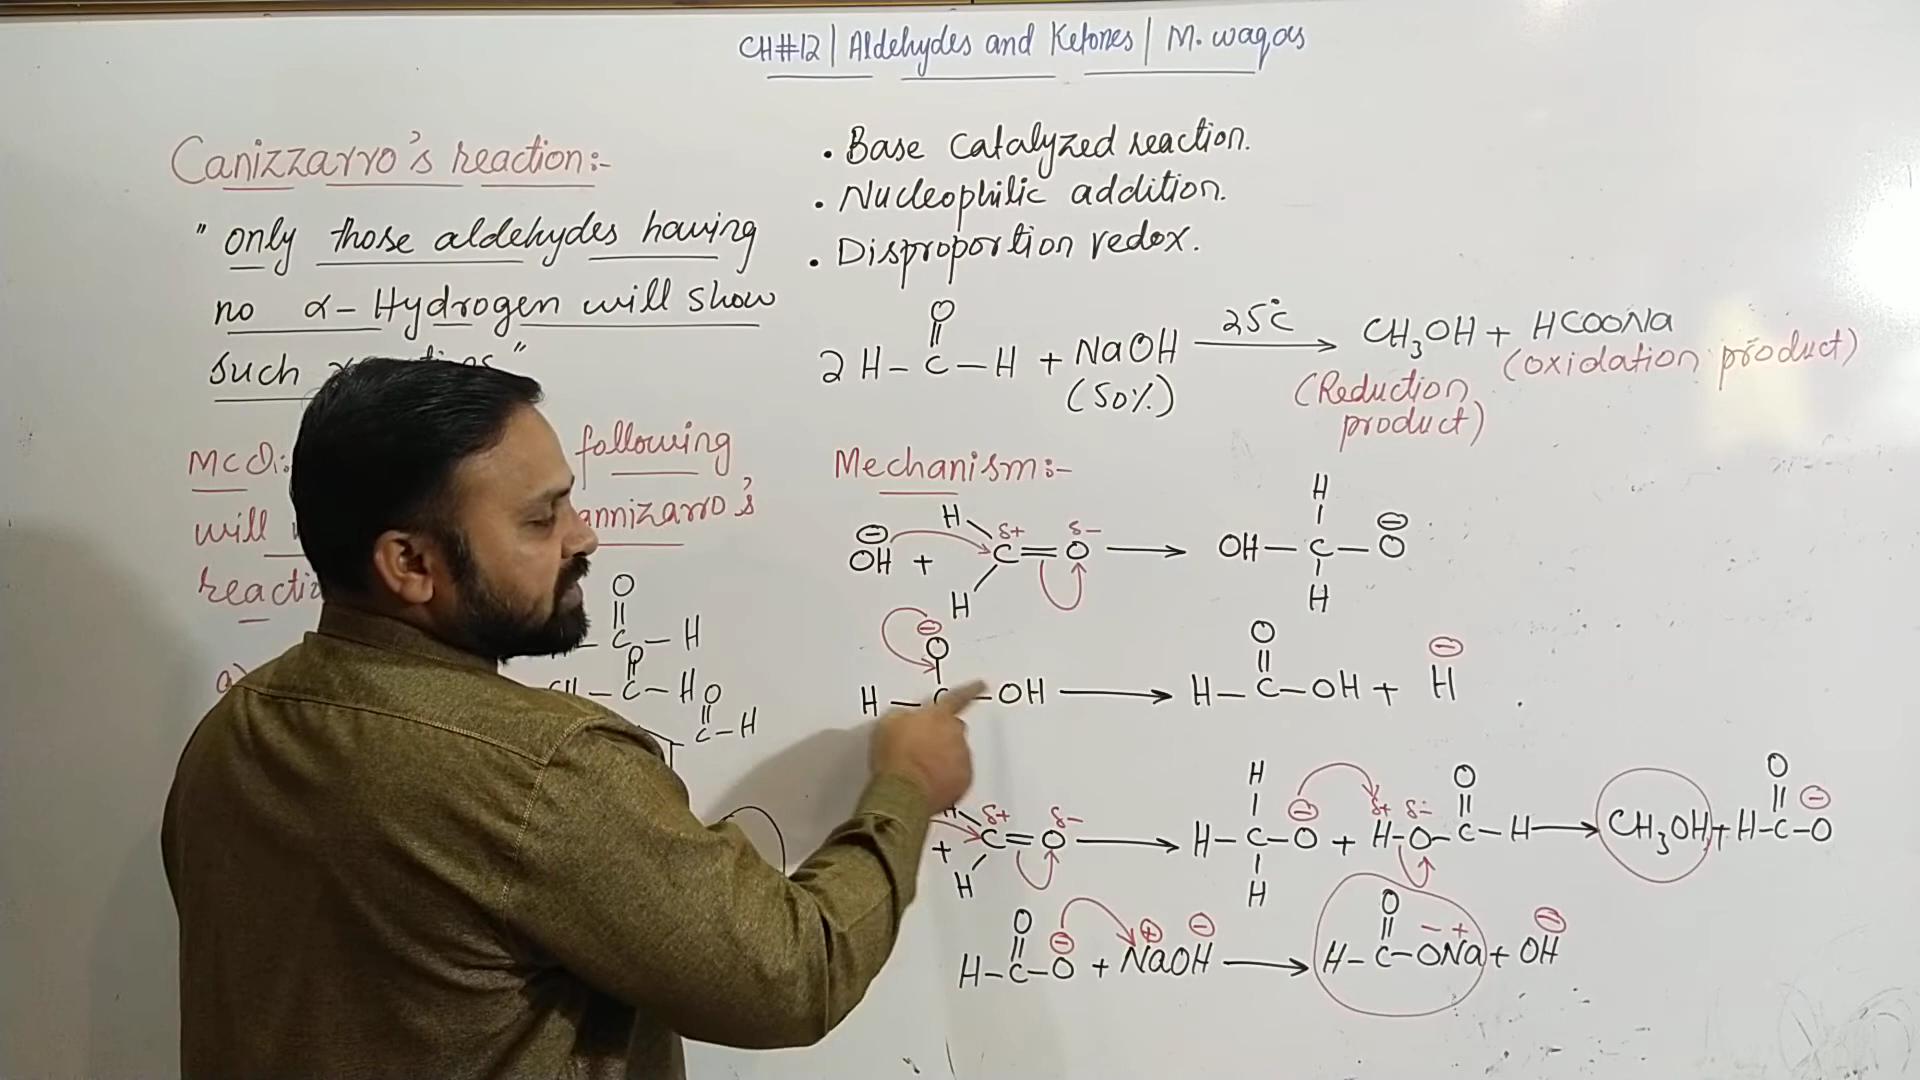 CH#12 | Aldehydes and Ketones | M. waqas
Canizzarro's reaction:-
"only those aldehydes having
no α-Hydrogen will show
such
MCQ:- following
will annizarro's
reacti
a)
O
C-H
O
C-H
O
C-H
• Base Catalyzed reaction.
• Nucleophilic addition.
• Disproportion redox.
O
2H-C-H + NaOH 25°C CH3OH + HCOONa
(50%)
(Reduction product)
(oxidation product)
Mechanism:-
H δ+ δ- H ⊖
⊖
OH + C=O → OH-C-O
H H
⊖ O O ⊖
H-C-OH → H-C-OH + H
H δ+ δ- H ⊖ δ+ δ- O O ⊖
+ C=O → H-C-O + H-O-C-H → CH3OH + H-C-O
H H
O ⊖ ⊕ ⊖ O - + ⊖
H-C-O + NaOH → H-C-ONa + OH